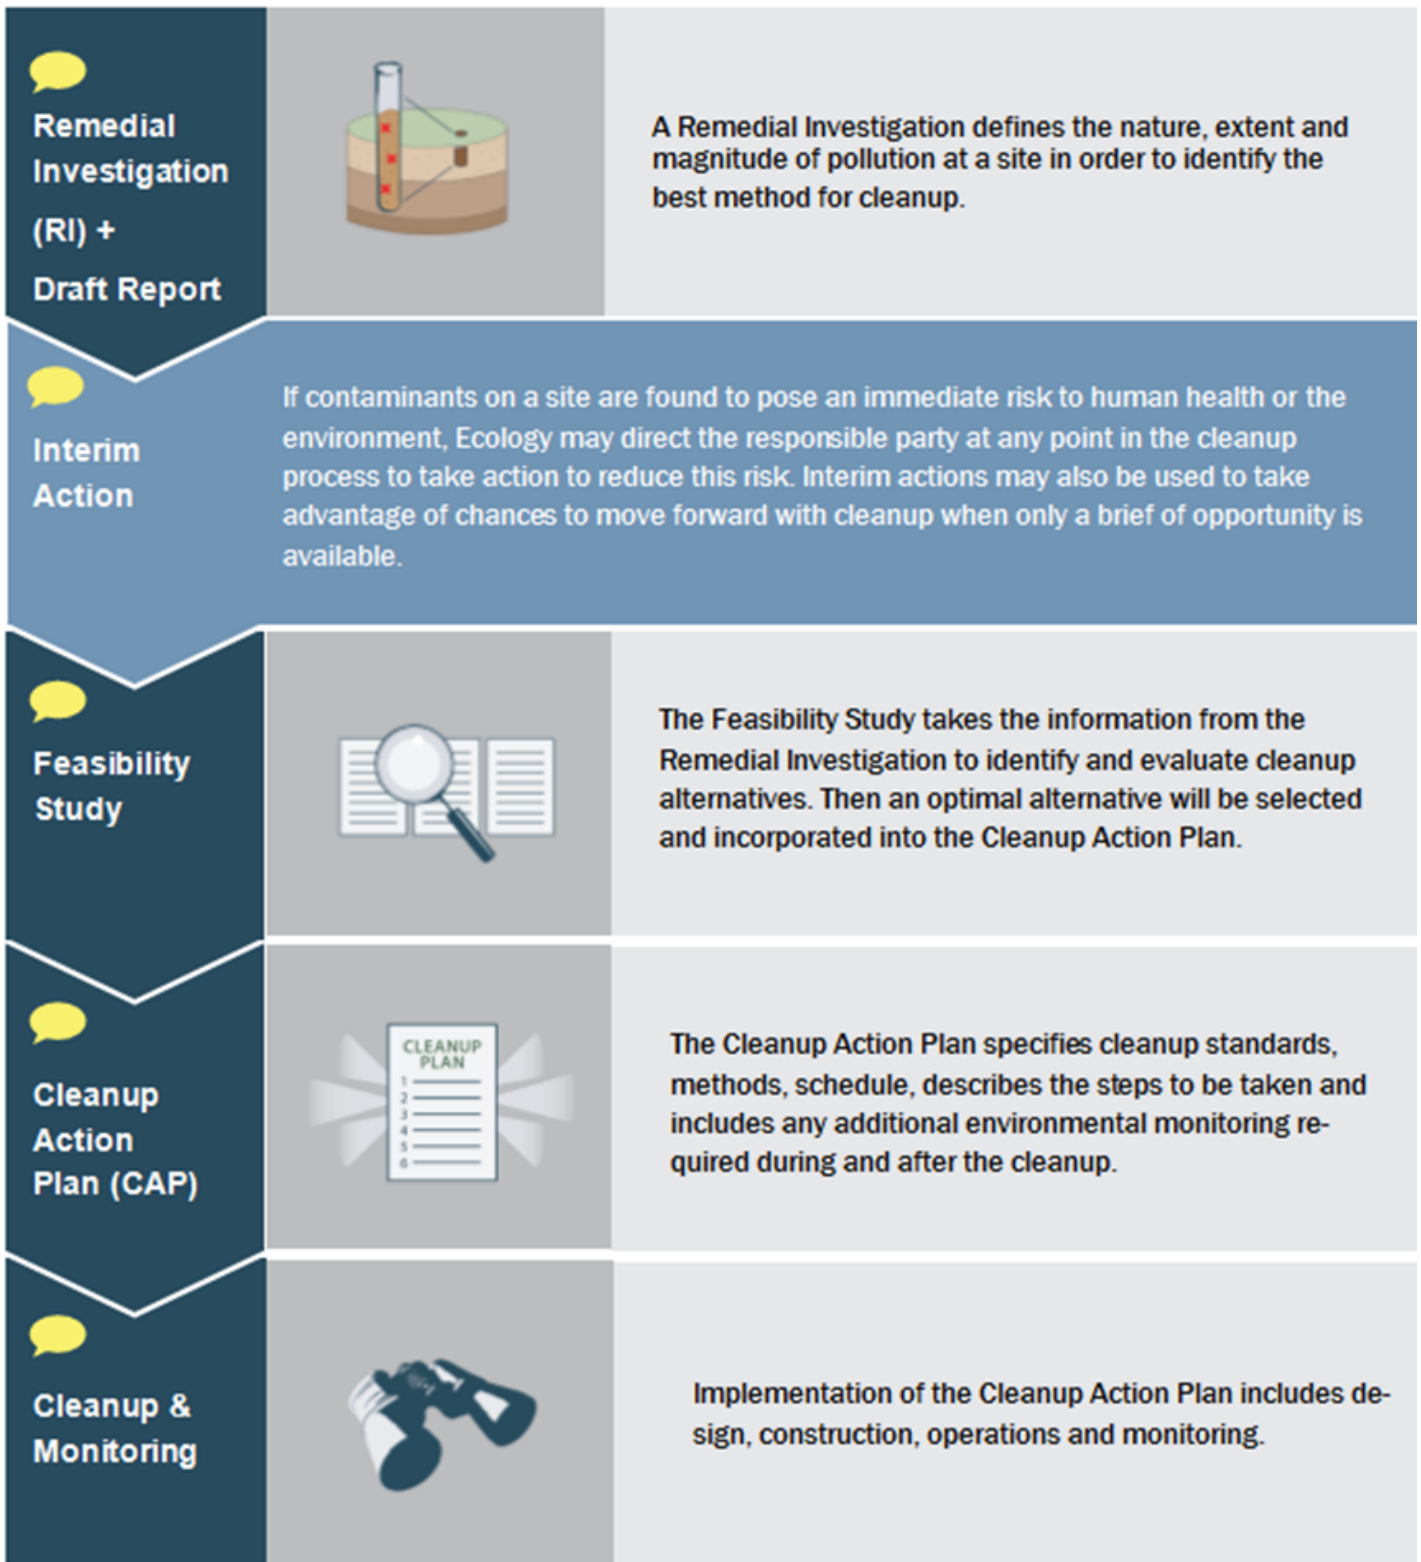 Remedial
Investigation
(RI) +
Draft Report
A Remedial Investigation defines the nature, extent and
magnitude of pollution at a site in order to identify the
best method for cleanup.
Interim
Action
If contaminants on a site are found to pose an immediate risk to human health or the
environment, Ecology may direct the responsible party at any point in the cleanup
process to take action to reduce this risk. Interim actions may also be used to take
advantage of chances to move forward with cleanup when only a brief of opportunity is
available.
Feasibility
Study
The Feasibility Study takes the information from the
Remedial Investigation to identify and evaluate cleanup
alternatives. Then an optimal alternative will be selected
and incorporated into the Cleanup Action Plan.
Cleanup
Action
Plan (CAP)
CLEANUP
PLAN
1
2
3
4
5
6
The Cleanup Action Plan specifies cleanup standards,
methods, schedule, describes the steps to be taken and
includes any additional environmental monitoring re-
quired during and after the cleanup.
Cleanup &
Monitoring
Implementation of the Cleanup Action Plan includes de-
sign, construction, operations and monitoring.